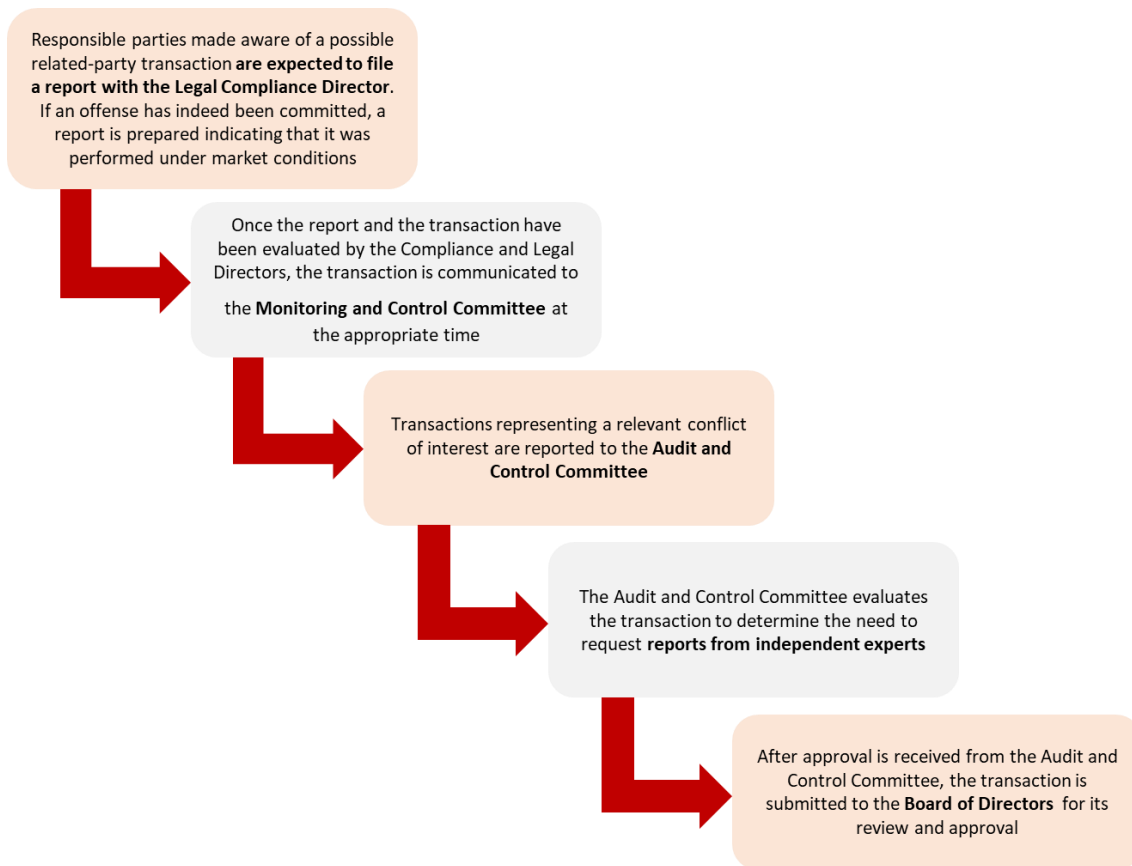 Responsible parties made aware of a possible
related-party transaction are expected to file
a report with the Legal Compliance Director.
If an offense has indeed been committed, a
report is prepared indicating that it was
performed under market conditions
Once the report and the transaction have
been evaluated by the Compliance and Legal
Directors, the transaction is communicated to
the Monitoring and Control Committee at
the appropriate time
Transactions representing a relevant conflict
of interest are reported to the Audit and
Control Committee
The Audit and Control Committee evaluates
the transaction to determine the need to
request reports from independent experts
After approval is received from the Audit and
Control Committee, the transaction is
submitted to the Board of Directors for its
review and approval